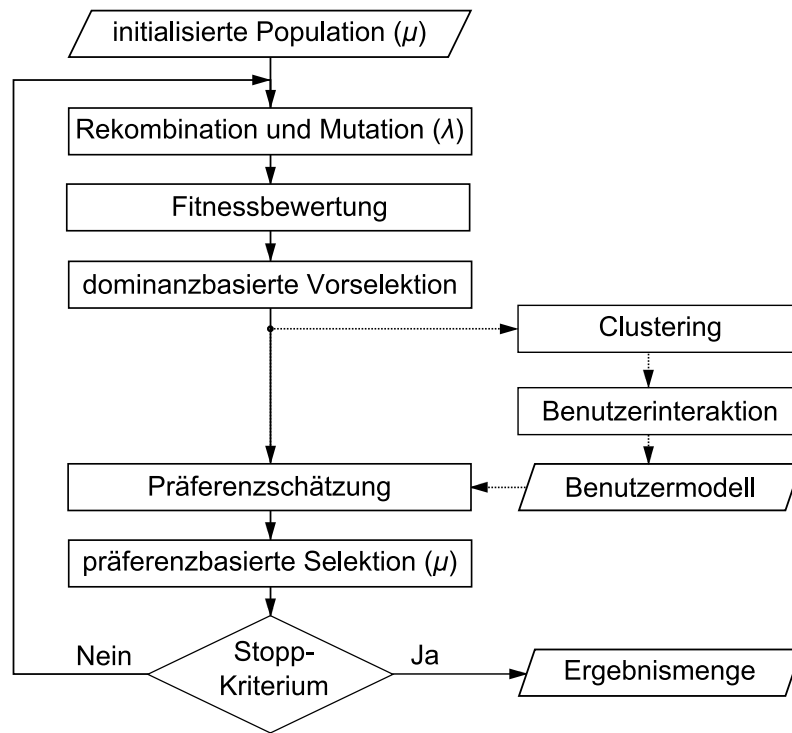 initialisierte Population (μ)
Rekombination und Mutation (λ)
Fitnessbewertung
dominanzbasierte Vorselektion
Clustering
Benutzerinteraktion
Präferenzschätzung
Benutzermodell
präferenzbasierte Selektion (μ)
Nein
Stopp-
Kriterium
Ja
Ergebnismenge